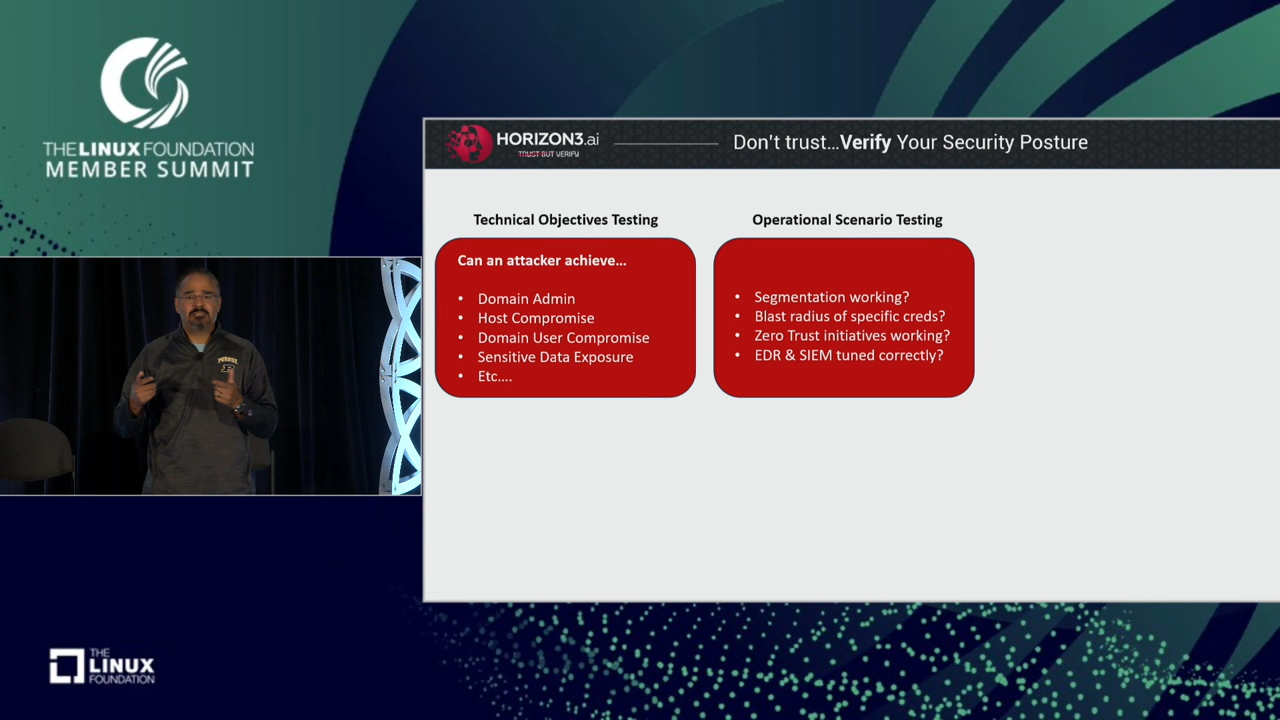 THE LINUX FOUNDATION
MEMBER SUMMIT
HORIZON3.ai
TRUST BUT VERIFY
Don't trust...Verify Your Security Posture
Technical Objectives Testing
Can an attacker achieve...
• Domain Admin
• Host Compromise
• Domain User Compromise
• Sensitive Data Exposure
• Etc....
Operational Scenario Testing
• Segmentation working?
• Blast radius of specific creds?
• Zero Trust initiatives working?
• EDR & SIEM tuned correctly?
PURDUE
P
THE
LINUX
FOUNDATION